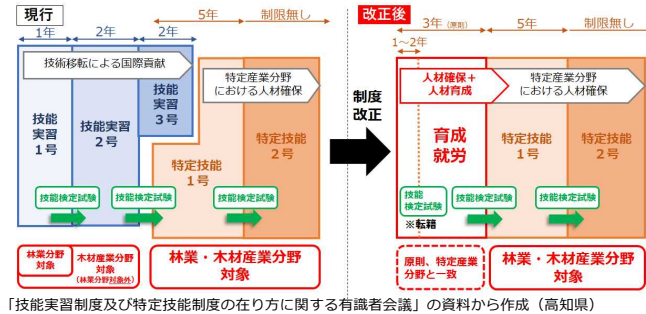 現行
1年
2年
2年
5年
制限無し
技術移転による国際貢献
特定産業分野
における人材確保
技能
実習
1号
技能
実習
2号
技能
実習
3号
特定技能
1号
特定技能
2号
技能検定試験
技能検定試験
技能検定試験
林業分野
対象
木材産業分野
対象
(林業分野対象外)
林業・木材産業分野
対象
制度
改正
改正後
3年(原則)
5年
制限無し
1~2年
人材確保+
人材育成
特定産業分野
における人材確保
育成
就労
特定技能
1号
特定技能
2号
技能
検定試験
※転籍
技能検定試験
技能検定試験
原則、特定産業
分野と一致
林業・木材産業分野
対象
「技能実習制度及び特定技能制度の在り方に関する有識者会議」の資料から作成(高知県)